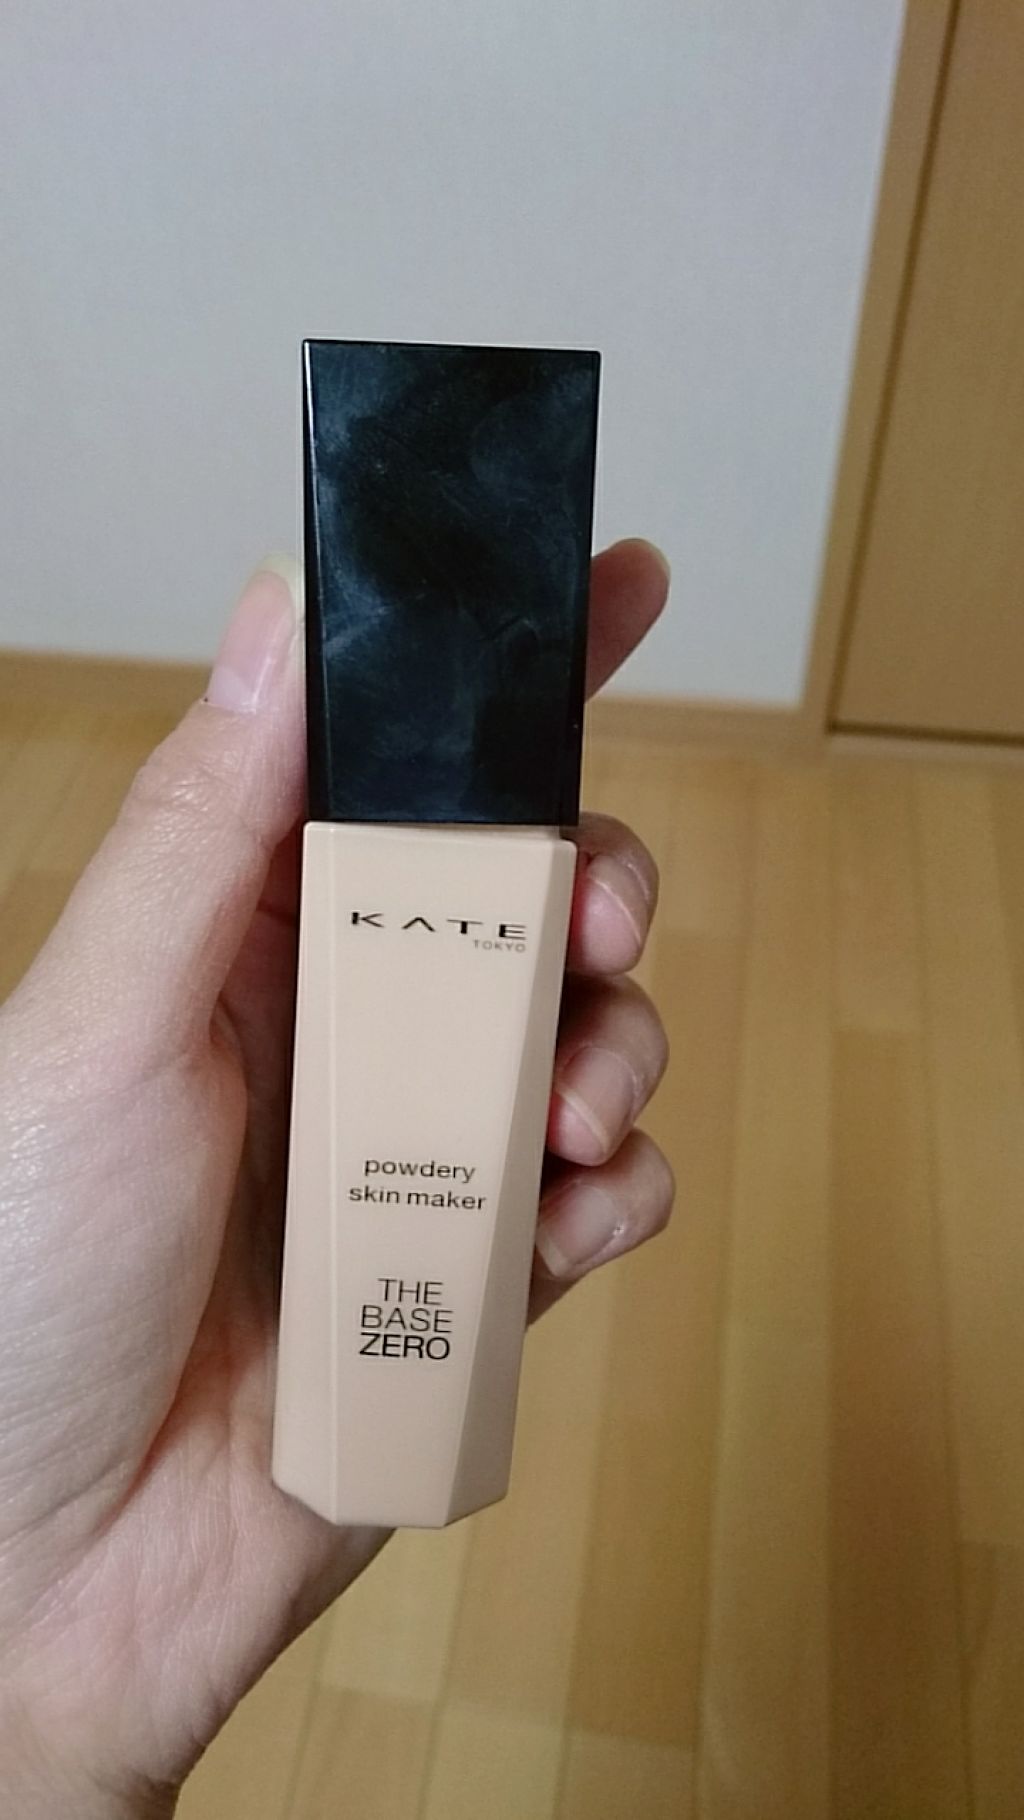 KATE
TOKYO
powdery
skin maker
THE
BASE
ZERO